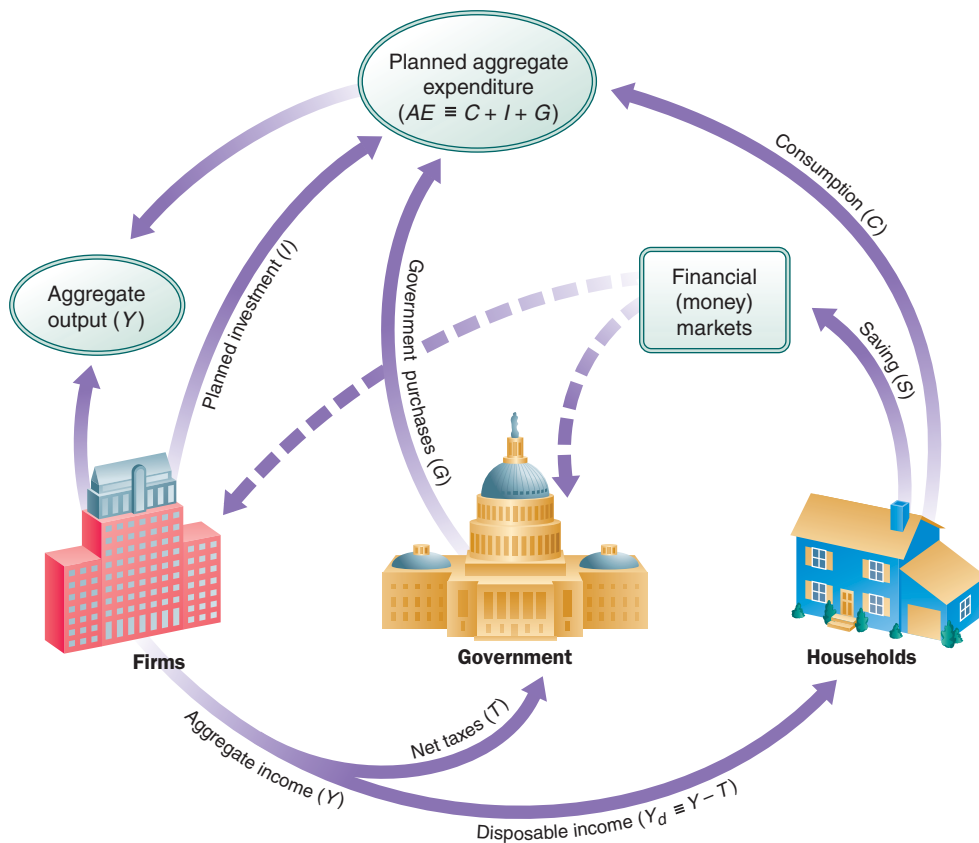 Planned aggregate
expenditure
(AE ≡ C + I + G)
Consumption (C)
Aggregate
output (Y)
Planned investment (I)
Government purchases (G)
Financial
(money)
markets
Saving (S)
Firms
Government
Households
Aggregate income (Y)
Net taxes (T)
Disposable income (Yd ≡ Y – T)